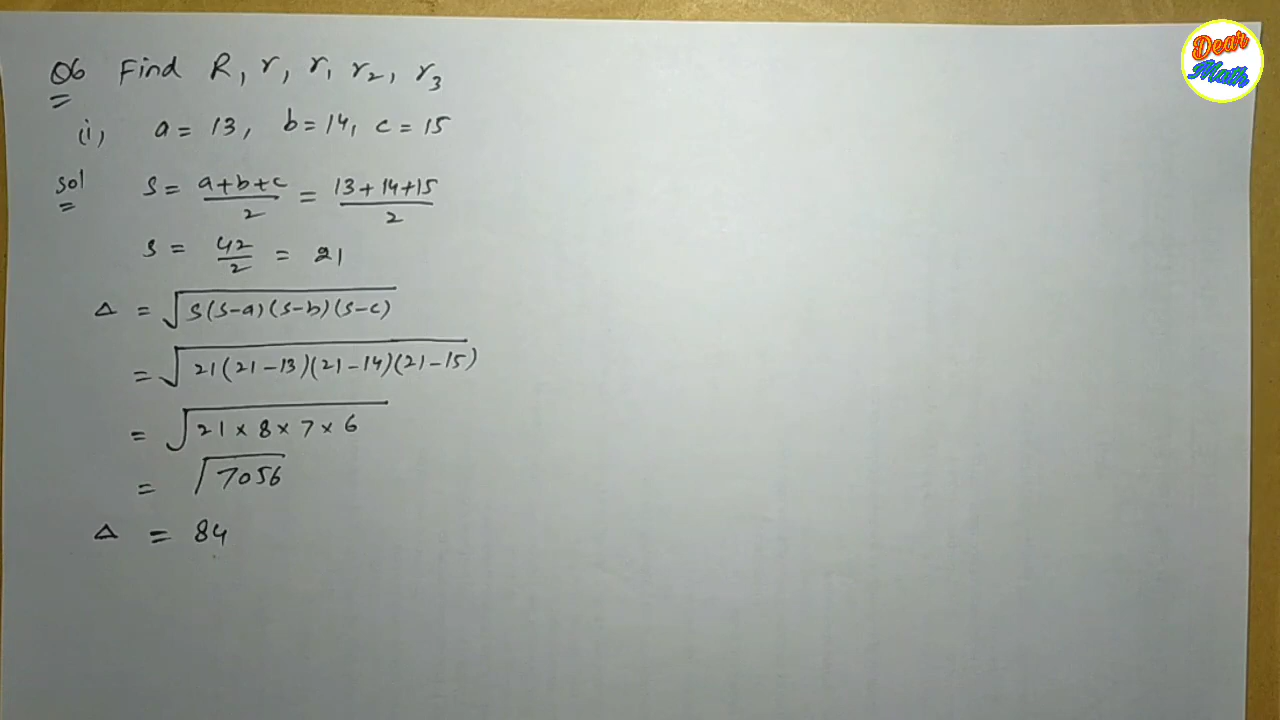 Q6 Find R, r, r₁ r₂, r₃
(i) a = 13, b = 14, c = 15
Sol S = a+b+c/2 = 13+14+15/2
S = 42/2 = 21
Δ = √S(S-a)(S-b)(S-c)
= √21(21-13)(21-14)(21-15)
= √21×8×7×6
= √7056
Δ = 84
Dear
Math